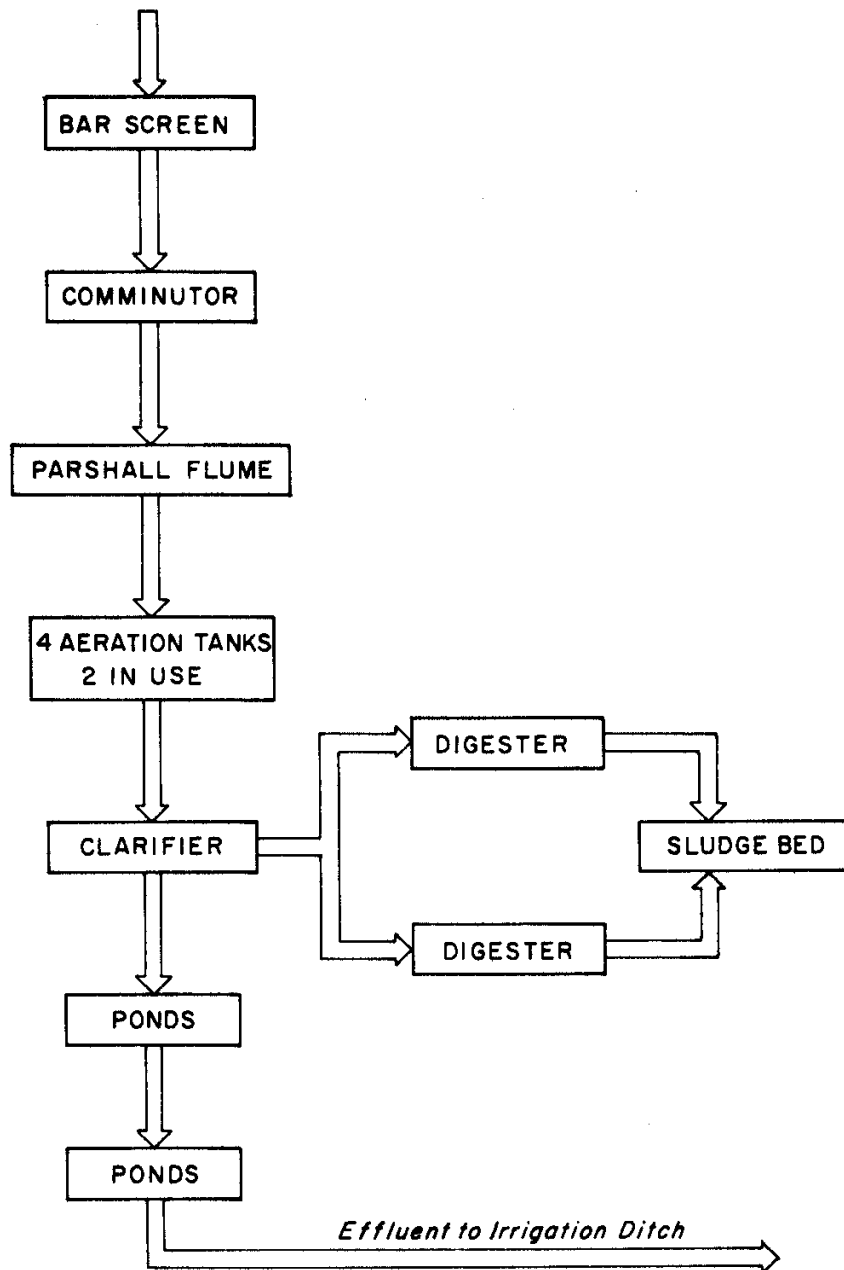 BAR SCREEN
COMMINUTOR
PARSHALL FLUME
4 AERATION TANKS
2 IN USE
DIGESTER
CLARIFIER
SLUDGE BED
DIGESTER
PONDS
PONDS
Effluent to Irrigation Ditch